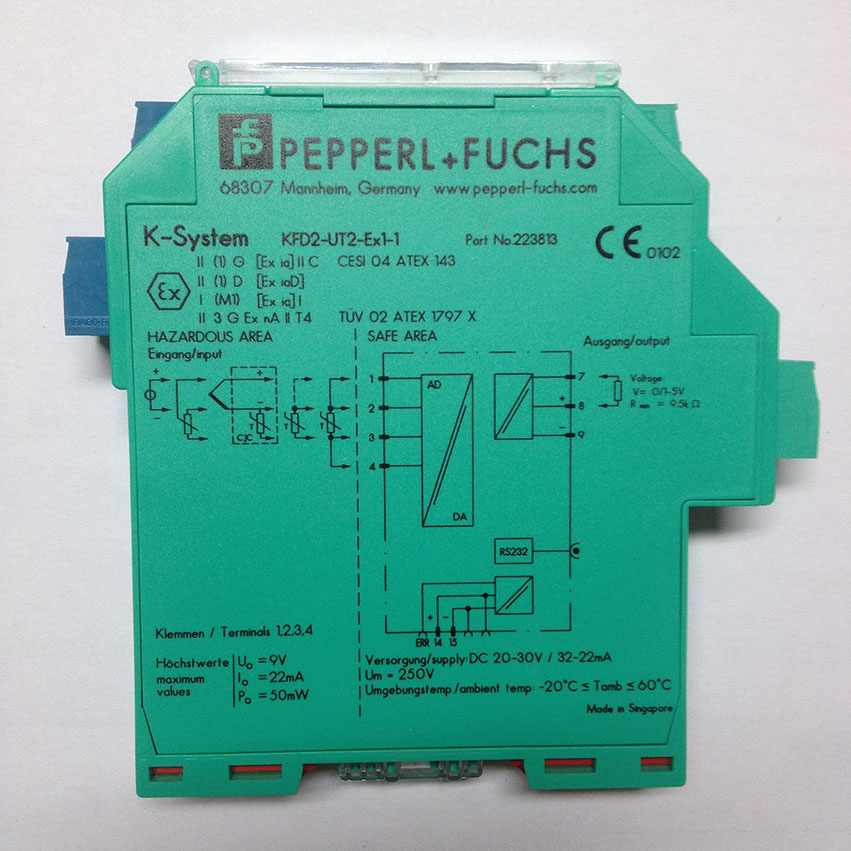 PEPPERL+FUCHS
68307 Mannheim, Germany www.pepperl-fuchs.com
K-System KFD2-UT2-Ex1-1 Part No.223813 CE 0102
II (1) G [Ex ia] II C CESI 04 ATEX 143
II (1) D [Ex iaD]
I (M1) [Ex ia] I
II 3 G Ex nA II T4 TÜV 02 ATEX 1797 X
Ex
HAZARDOUS AREA SAFE AREA
Eingang/input
Ausgang/output
+ + 1 AD 7 Voltage
V= 0/1-5V
2 + 8 R = 9.5k Ω
- - T T T 3 - 9
CJC 4
DA
RS232
+ -
ERR 14 15
Klemmen / Terminals 1,2,3,4
Höchstwerte Uo = 9V
maximum Io = 22mA
values Po = 50mW
Versorgung/supply: DC 20-30V / 32-22mA
Um = 250V
Umgebungstemp./ambient temp: -20°C ≤ Tamb ≤ 60°C
Made in Singapore